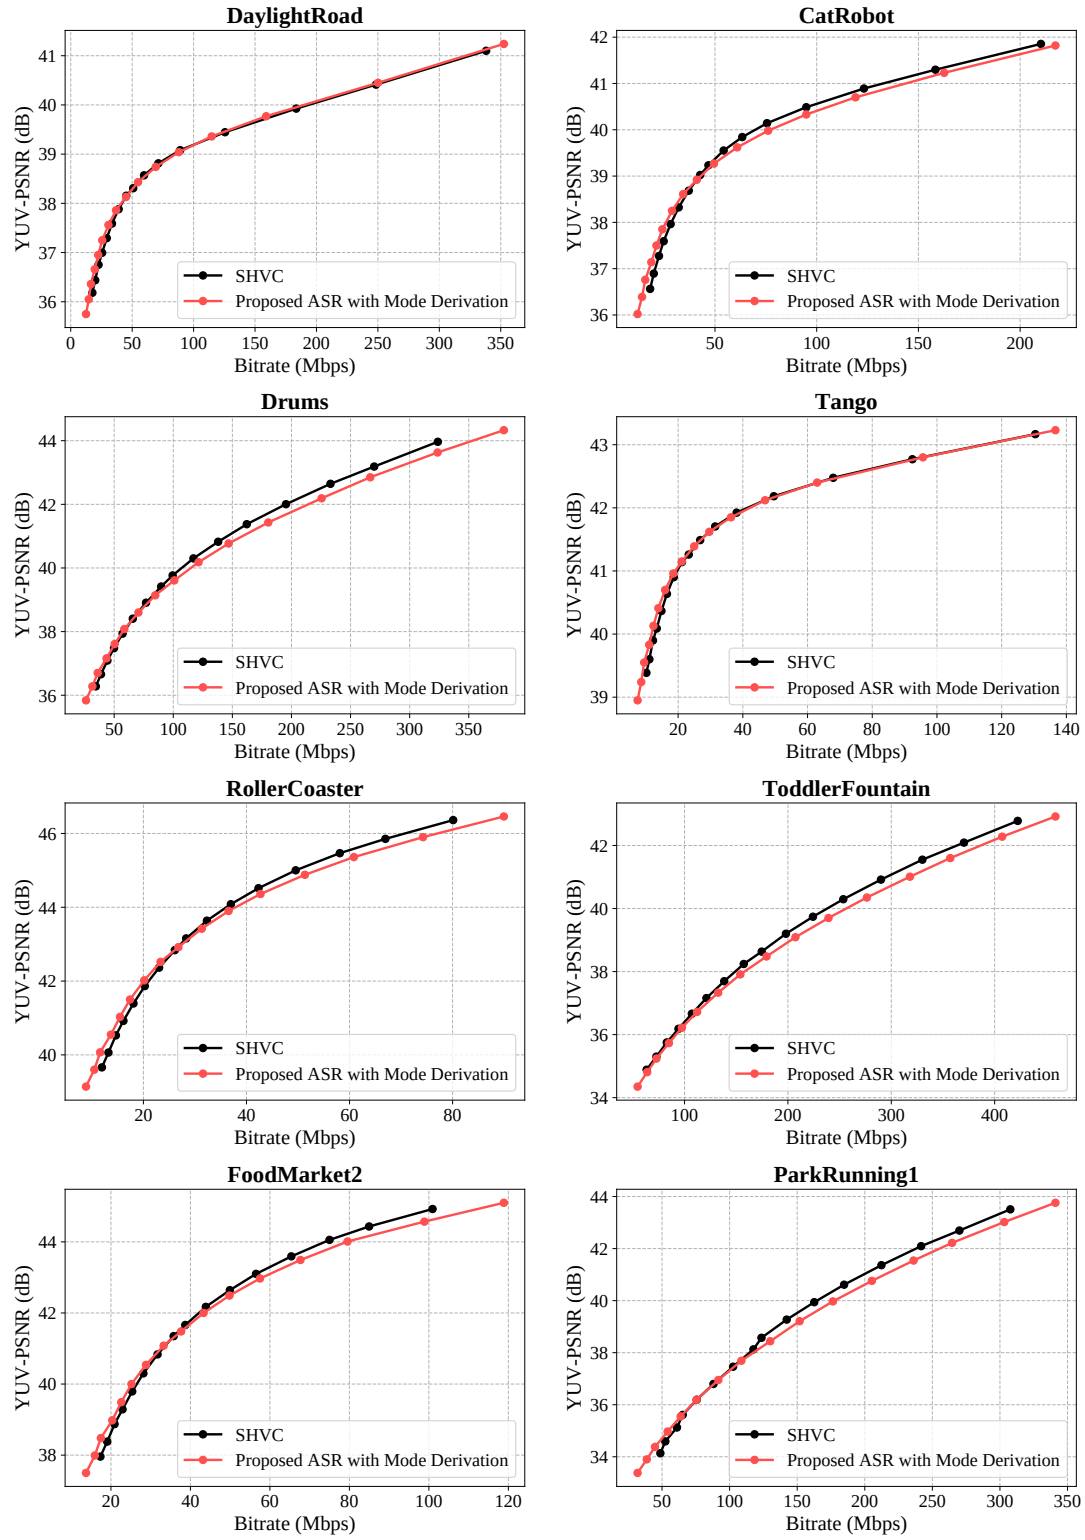 DaylightRoad
YUV-PSNR (dB)
41
40
39
38
37
36
0 50 100 150 200 250 300 350
Bitrate (Mbps)
SHVC
Proposed ASR with Mode Derivation
CatRobot
YUV-PSNR (dB)
42
41
40
39
38
37
36
50 100 150 200
Bitrate (Mbps)
SHVC
Proposed ASR with Mode Derivation
Drums
YUV-PSNR (dB)
44
42
40
38
36
50 100 150 200 250 300 350
Bitrate (Mbps)
SHVC
Proposed ASR with Mode Derivation
Tango
YUV-PSNR (dB)
43
42
41
40
39
20 40 60 80 100 120 140
Bitrate (Mbps)
SHVC
Proposed ASR with Mode Derivation
RollerCoaster
YUV-PSNR (dB)
46
44
42
40
20 40 60 80
Bitrate (Mbps)
SHVC
Proposed ASR with Mode Derivation
ToddlerFountain
YUV-PSNR (dB)
42
40
38
36
34
100 200 300 400
Bitrate (Mbps)
SHVC
Proposed ASR with Mode Derivation
FoodMarket2
YUV-PSNR (dB)
44
42
40
38
20 40 60 80 100 120
Bitrate (Mbps)
SHVC
Proposed ASR with Mode Derivation
ParkRunning1
YUV-PSNR (dB)
44
42
40
38
36
34
50 100 150 200 250 300 350
Bitrate (Mbps)
SHVC
Proposed ASR with Mode Derivation